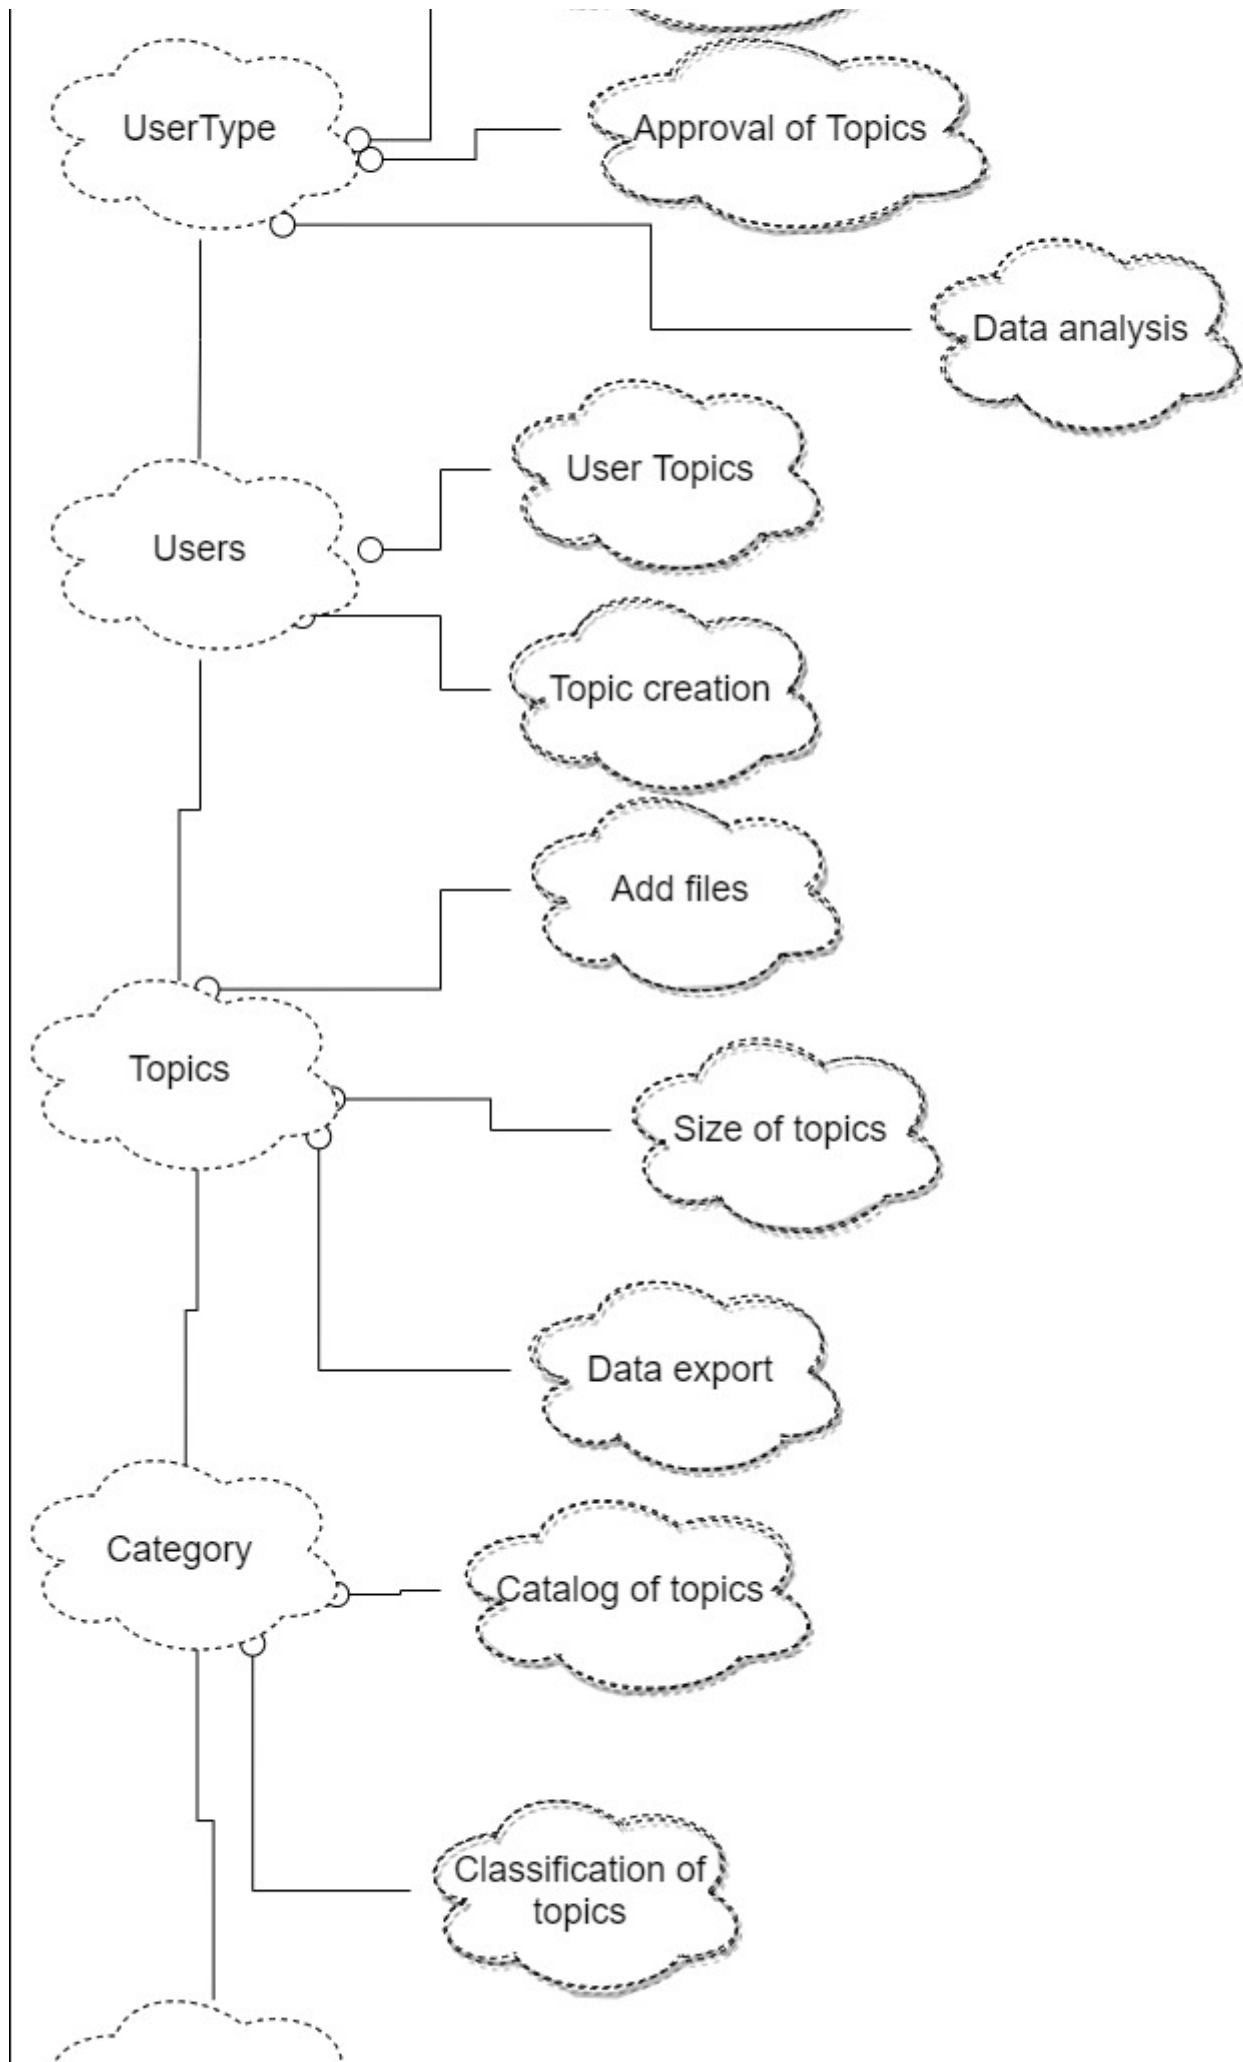 UserType
Approval of Topics
Data analysis
User Topics
Users
Topic creation
Add files
Topics
Size of topics
Data export
Category
Catalog of topics
Classification of
topics